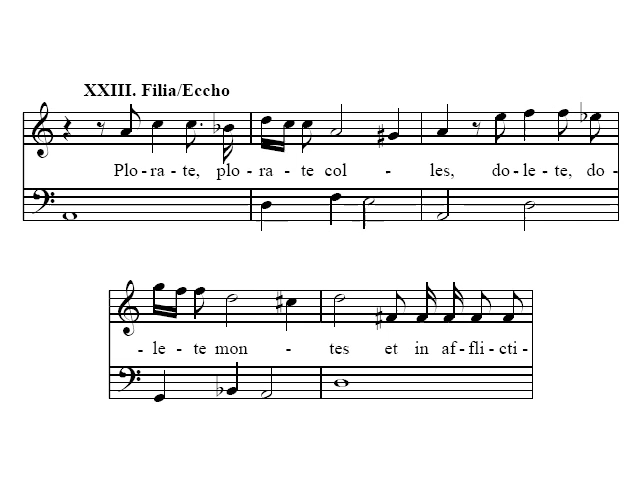 XXIII. Filia/Eccho
Plo - ra - te, plo - ra - te col - les, do - le - te, do -
- le - te mon - tes et in af - fli - cti -